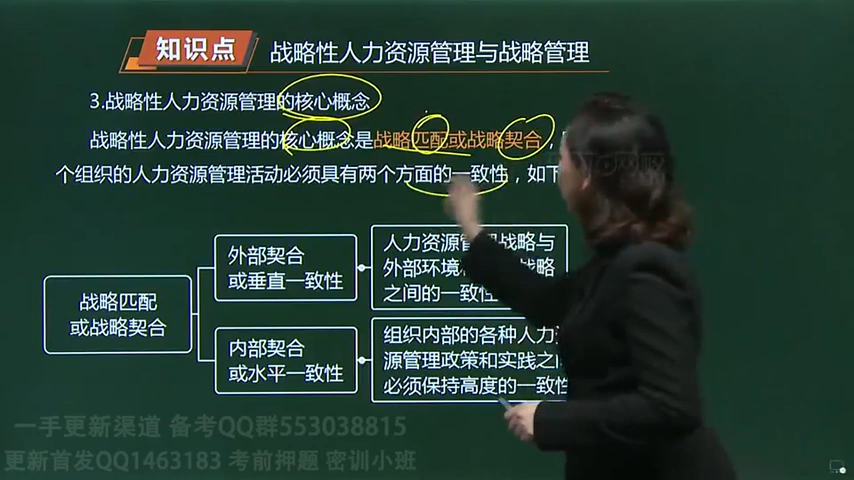 知识点 战略性人力资源管理与战略管理
3.战略性人力资源管理的核心概念
战略性人力资源管理的核心概念是战略匹配或战略契合，
个组织的人力资源管理活动必须具有两个方面的一致性，如下
战略匹配
或战略契合
外部契合
或垂直一致性
人力资源管理战略与
外部环境 战略
之间的一致性
内部契合
或水平一致性
组织内部的各种人力
源管理政策和实践之
必须保持高度的一致性
一手更新渠道 备考QQ群553038815
更新首发QQ1463183 考前押题 密训小班